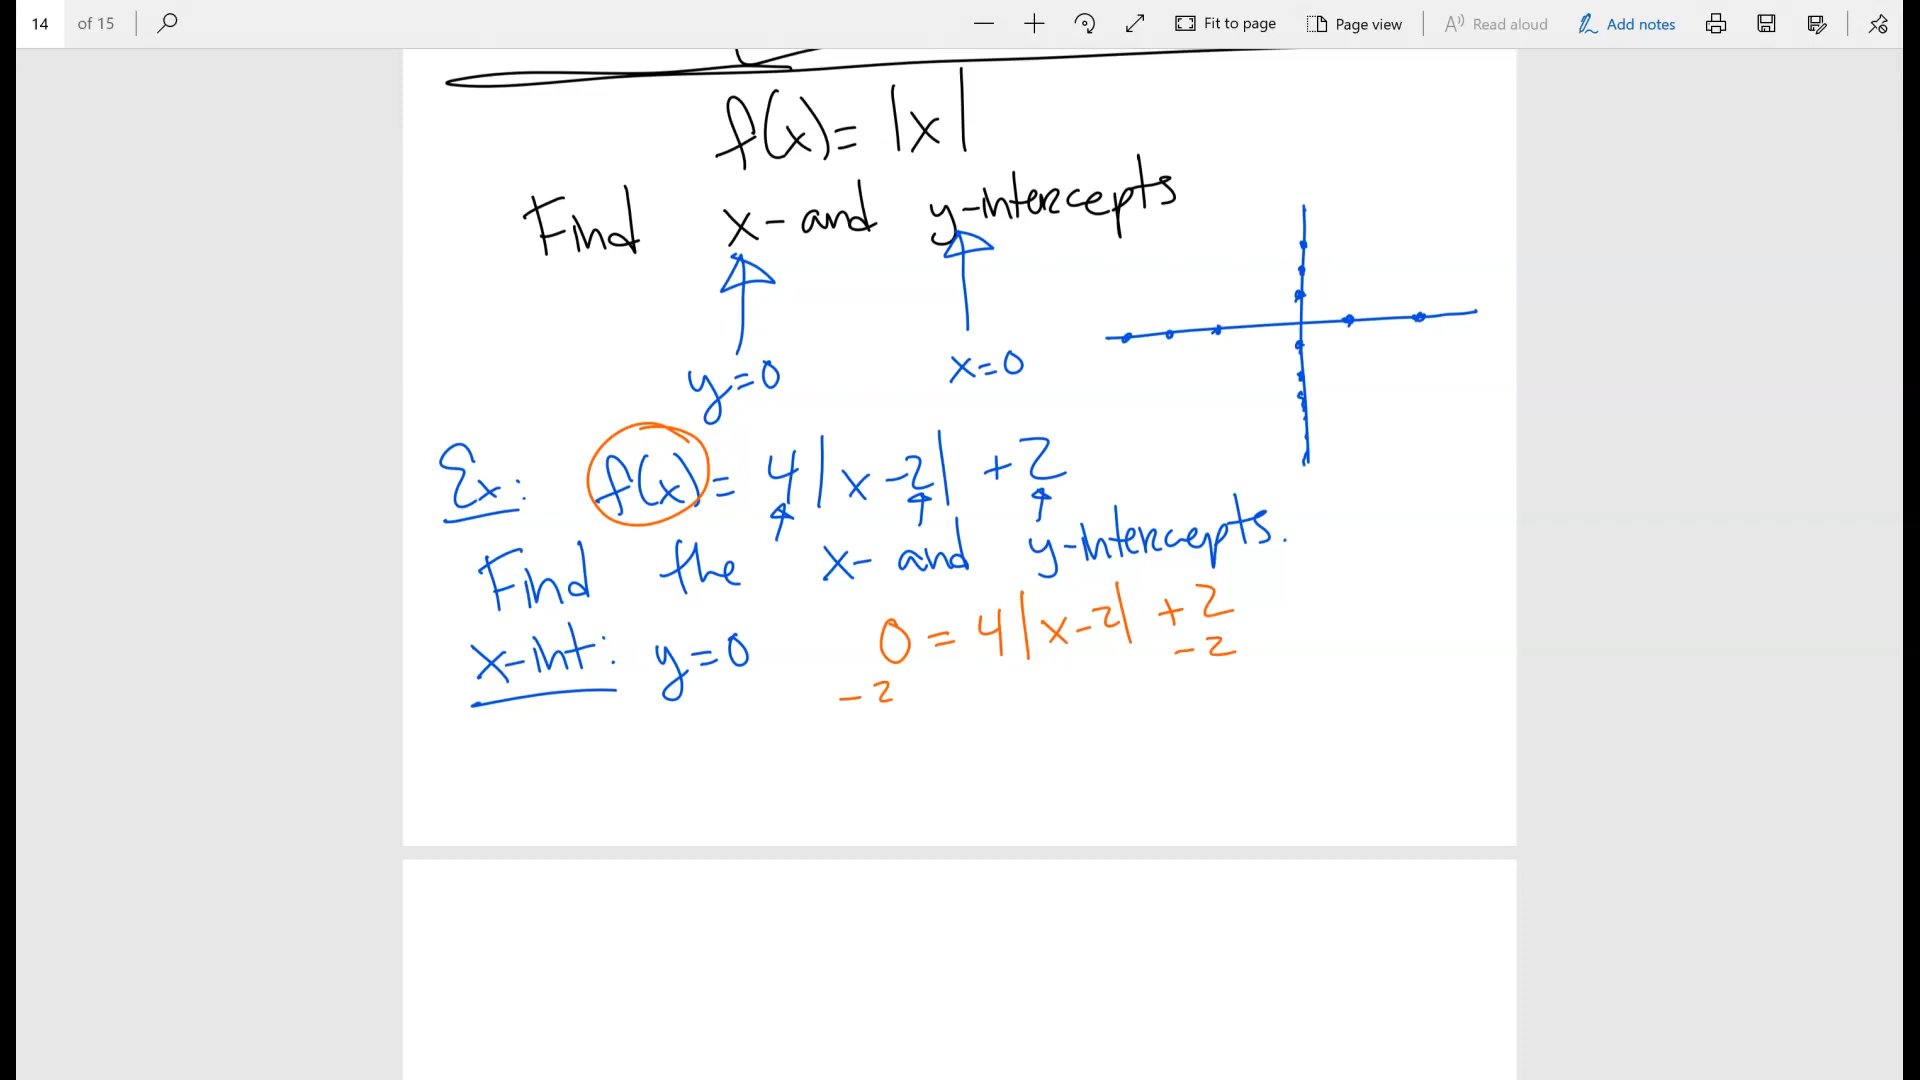 14 of 15 Fit to page Page view Read aloud Add notes
f(x)= |x|
Find x- and y-intercepts
y=0 x=0
Ex: f(x)= 4|x-2| +2
Find the x- and y-intercepts.
x-int: y=0 0=4|x-2| +2
-2 -2